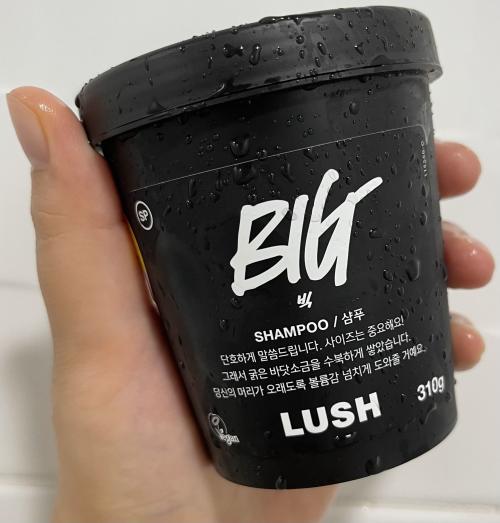 SP
BIG
빅
SHAMPOO / 샴푸
단호하게 말씀드립니다. 사이즈는 중요해요!
그래서 굵은 바닷소금을 수북하게 쌓았습니다.
당신의 머리가 오래도록 볼륨감 넘치게 도와줄 거예요.
LUSH
310g
Vegan